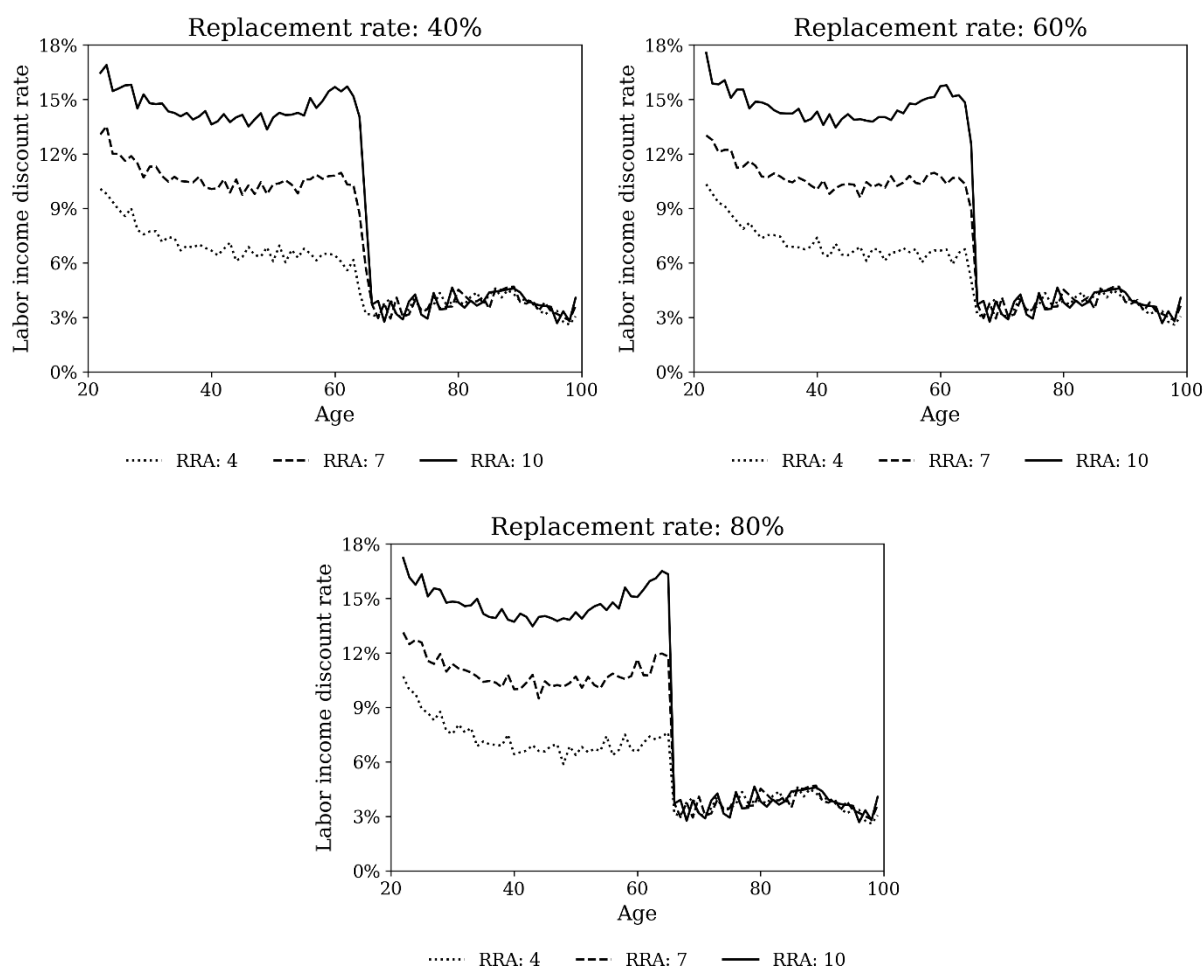 Replacement rate: 40%
Labor income discount rate
18%
15%
12%
9%
6%
3%
0%
20 40 60 80 100
Age
RRA: 4 RRA: 7 RRA: 10
Replacement rate: 60%
Labor income discount rate
18%
15%
12%
9%
6%
3%
0%
20 40 60 80 100
Age
RRA: 4 RRA: 7 RRA: 10
Replacement rate: 80%
Labor income discount rate
18%
15%
12%
9%
6%
3%
0%
20 40 60 80 100
Age
RRA: 4 RRA: 7 RRA: 10